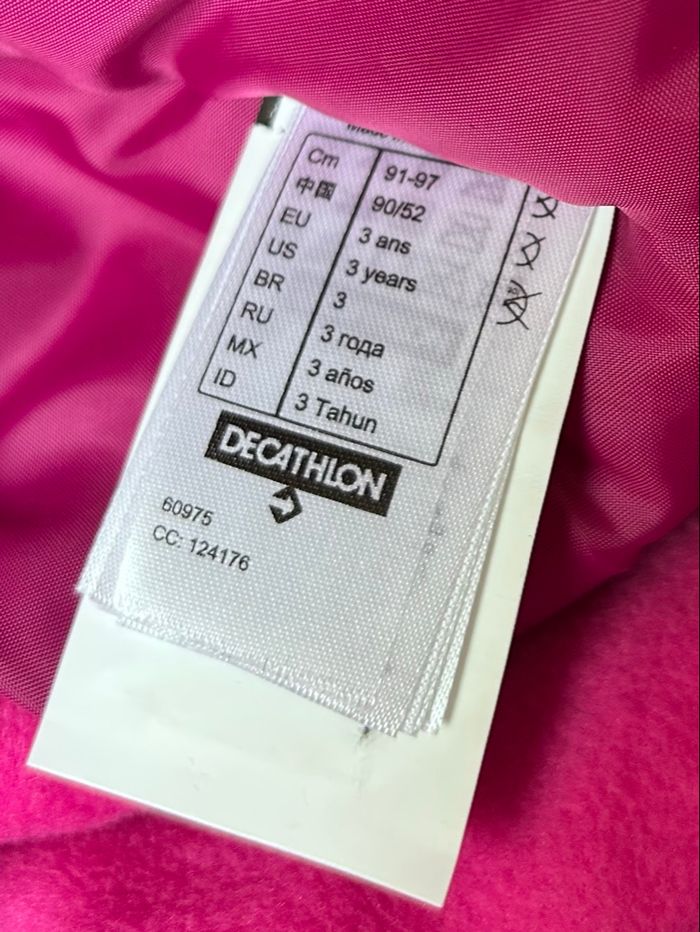 Cm 91-97
中国 90/52
EU 3 ans
US 3 years
BR 3
RU 3 года
MX 3 años
ID 3 Tahun
DECATHLON
60975
CC: 124176